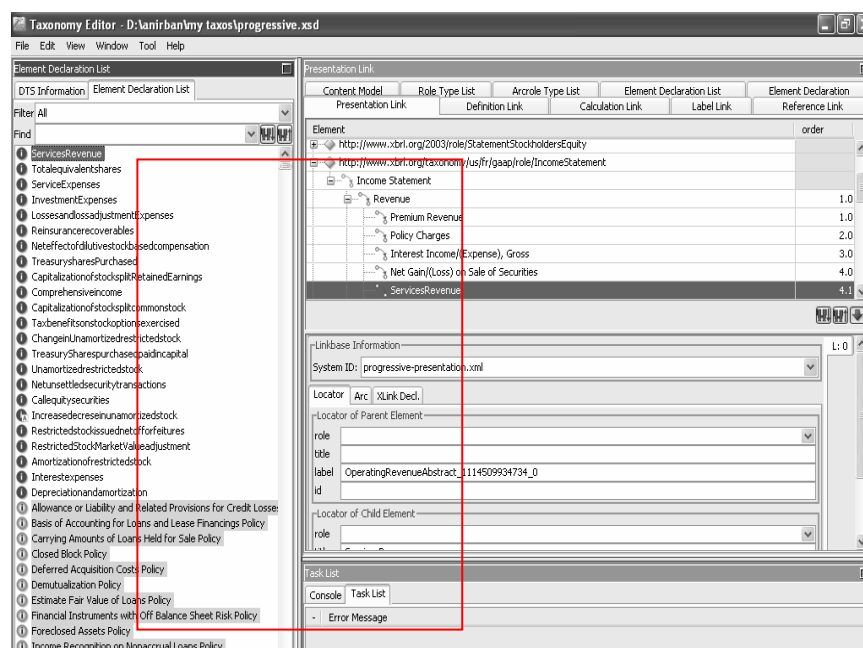 Taxonomy Editor - D:\anirban\my taxos\progressive.xsd
File Edit View Window Tool Help
Element Declaration List
DTS Information Element Declaration List
Filter All
Find
ServicesRevenue
Totalequivalentshares
ServiceExpenses
InvestmentExpenses
LossesandlossadjustmentExpenses
Reinsurancerecoverables
Neteffectofdilutivestockbasedcompensation
TreasurysharesPurchased
CapitalizationofstocksplitRetainedEarnings
Comprehensiveincome
Capitalizationofstocksplitcommonstock
Taxbenefitsonstockoptionsexercised
ChangeinUnamortizedrestrictedstock
TreasurySharespurchasedpaidincapital
Unamortizedrestrictedstock
Netunsettledsecuritytransactions
Callequitysecurities
Increasedecreseinunamortizedstock
Restrictedstockissuednetofforfeitures
RestrictedStockMarketValueadjustment
Amortizationofrestrictedstock
Interestexpenses
Depreciationandamortization
Allowance or Liability and Related Provisions for Credit Losses
Basis of Accounting for Loans and Lease Financings Policy
Carrying Amounts of Loans Held for Sale Policy
Closed Block Policy
Deferred Acquisition Costs Policy
Demutualization Policy
Estimate Fair Value of Loans Policy
Financial Instruments with Off Balance Sheet Risk Policy
Foreclosed Assets Policy
Income Recognition on Nonaccrual Loans Policy
Presentation Link
Content Model Role Type List Arcrole Type List Element Declaration List Element Declaration
Presentation Link Definition Link Calculation Link Label Link Reference Link
Element order
http://www.xbrl.org/2003/role/StatementStockholdersEquity
http://www.xbrl.org/taxonomy/us/fr/gaap/role/IncomeStatement
Income Statement
Revenue 1.0
Premium Revenue 1.0
Policy Charges 2.0
Interest Income/(Expense), Gross 3.0
Net Gain/(Loss) on Sale of Securities 4.0
ServicesRevenue 4.1
Linkbase Information L: 0
System ID: progressive-presentation.xml
Locator Arc XLink Decl.
Locator of Parent Element
role
title
label OperatingRevenueAbstract_1114509934734_0
id
Locator of Child Element
role
Task List
Console Task List
- Error Message